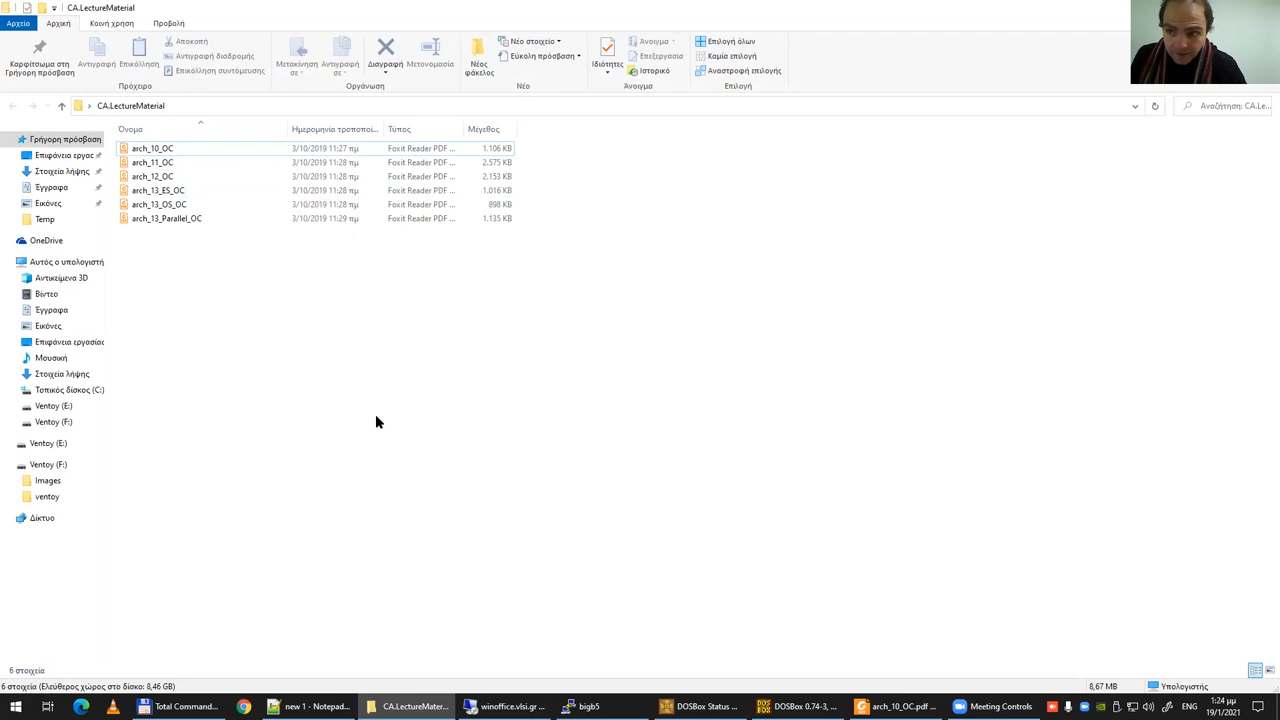 CA.LectureMaterial
Αρχείο Αρχική Κοινή χρήση Προβολή
Καρφίτσωμα στη Γρήγορη πρόσβαση
Αντιγραφή
Επικόλληση
Αποκοπή
Αντιγραφή διαδρομής
Επικόλληση συντόμευσης
Πρόχειρο
Μετακίνηση σε
Αντιγραφή σε
Διαγραφή
Μετονομασία
Οργάνωση
Νέος φάκελος
Νέο στοιχείο
Εύκολη πρόσβαση
Νέο
Ιδιότητες
Άνοιγμα
Επεξεργασία
Ιστορικό
Άνοιγμα
Επιλογή όλων
Καμία επιλογή
Αναστροφή επιλογής
Επιλογή
CA.LectureMaterial
Αναζήτηση: CA.Le...
Όνομα Ημερομηνία τροποποί... Τύπος Μέγεθος
arch_10_OC 3/10/2019 11:27 πμ Foxit Reader PDF ... 1.106 KB
arch_11_OC 3/10/2019 11:28 πμ Foxit Reader PDF ... 2.575 KB
arch_12_OC 3/10/2019 11:28 πμ Foxit Reader PDF ... 2.153 KB
arch_13_ES_OC 3/10/2019 11:28 πμ Foxit Reader PDF ... 1.016 KB
arch_13_OS_OC 3/10/2019 11:28 πμ Foxit Reader PDF ... 898 KB
arch_13_Parallel_OC 3/10/2019 11:29 πμ Foxit Reader PDF ... 1.135 KB
Γρήγορη πρόσβαση
Επιφάνεια εργας
Στοιχεία λήψης
Έγγραφα
Εικόνες
Temp
OneDrive
Αυτός ο υπολογιστή
Αντικείμενα 3D
Βίντεο
Έγγραφα
Εικόνες
Επιφάνεια εργασίας
Μουσική
Στοιχεία λήψης
Τοπικός δίσκος (C:)
Ventoy (E:)
Ventoy (F:)
Ventoy (E:)
Ventoy (F:)
Images
ventoy
Δίκτυο
6 στοιχεία
6 στοιχεία (Ελεύθερος χώρος στο δίσκο: 8,46 GB) 8,67 MB Υπολογιστής
Total Command... new 1 - Notepad... CA.LectureMater... winoffice.vlsi.gr ... bigb5 DOSBox Status ... DOSBox 0.74-3, ... arch_10_OC.pdf ... Meeting Controls
1:24 μμ
19/1/2021